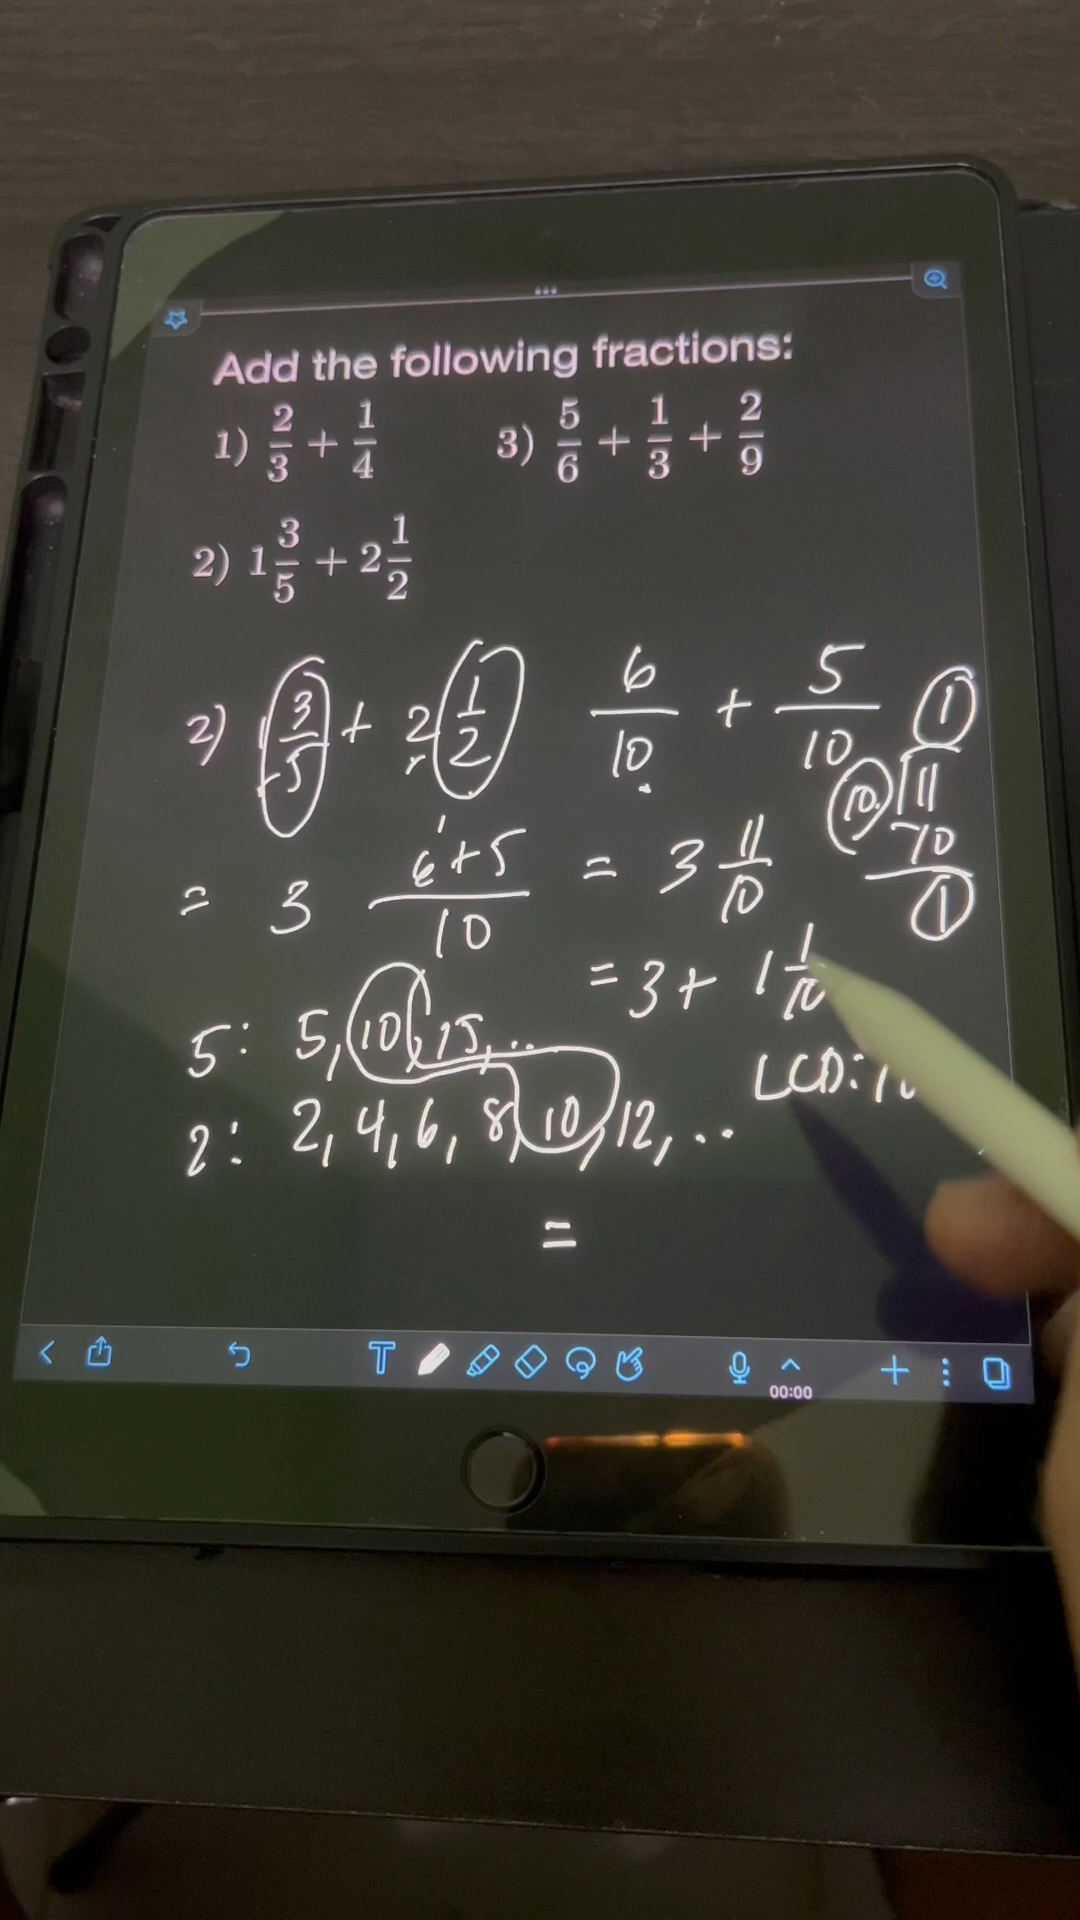 Add the following fractions:
1) 2/3 + 1/4
3) 5/6 + 1/3 + 2/9
2) 1 3/5 + 2 1/2
2) 1 3/5 + 2 1/2
6/10 + 5/10
1
10 11
10
1
= 3 6+5/10 = 3 11/10
= 3 + 1 1/10
5: 5, 10, 15, ...
LCD: 10
2: 2, 4, 6, 8, 10, 12, ...
=
T
00:00